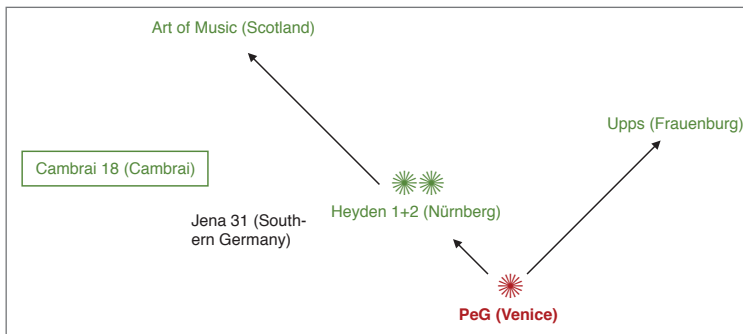 Art of Music (Scotland)
Upps (Frauenburg)
Cambrai 18 (Cambrai)
Heyden 1+2 (Nürnberg)
Jena 31 (South-
ern Germany)
PeG (Venice)